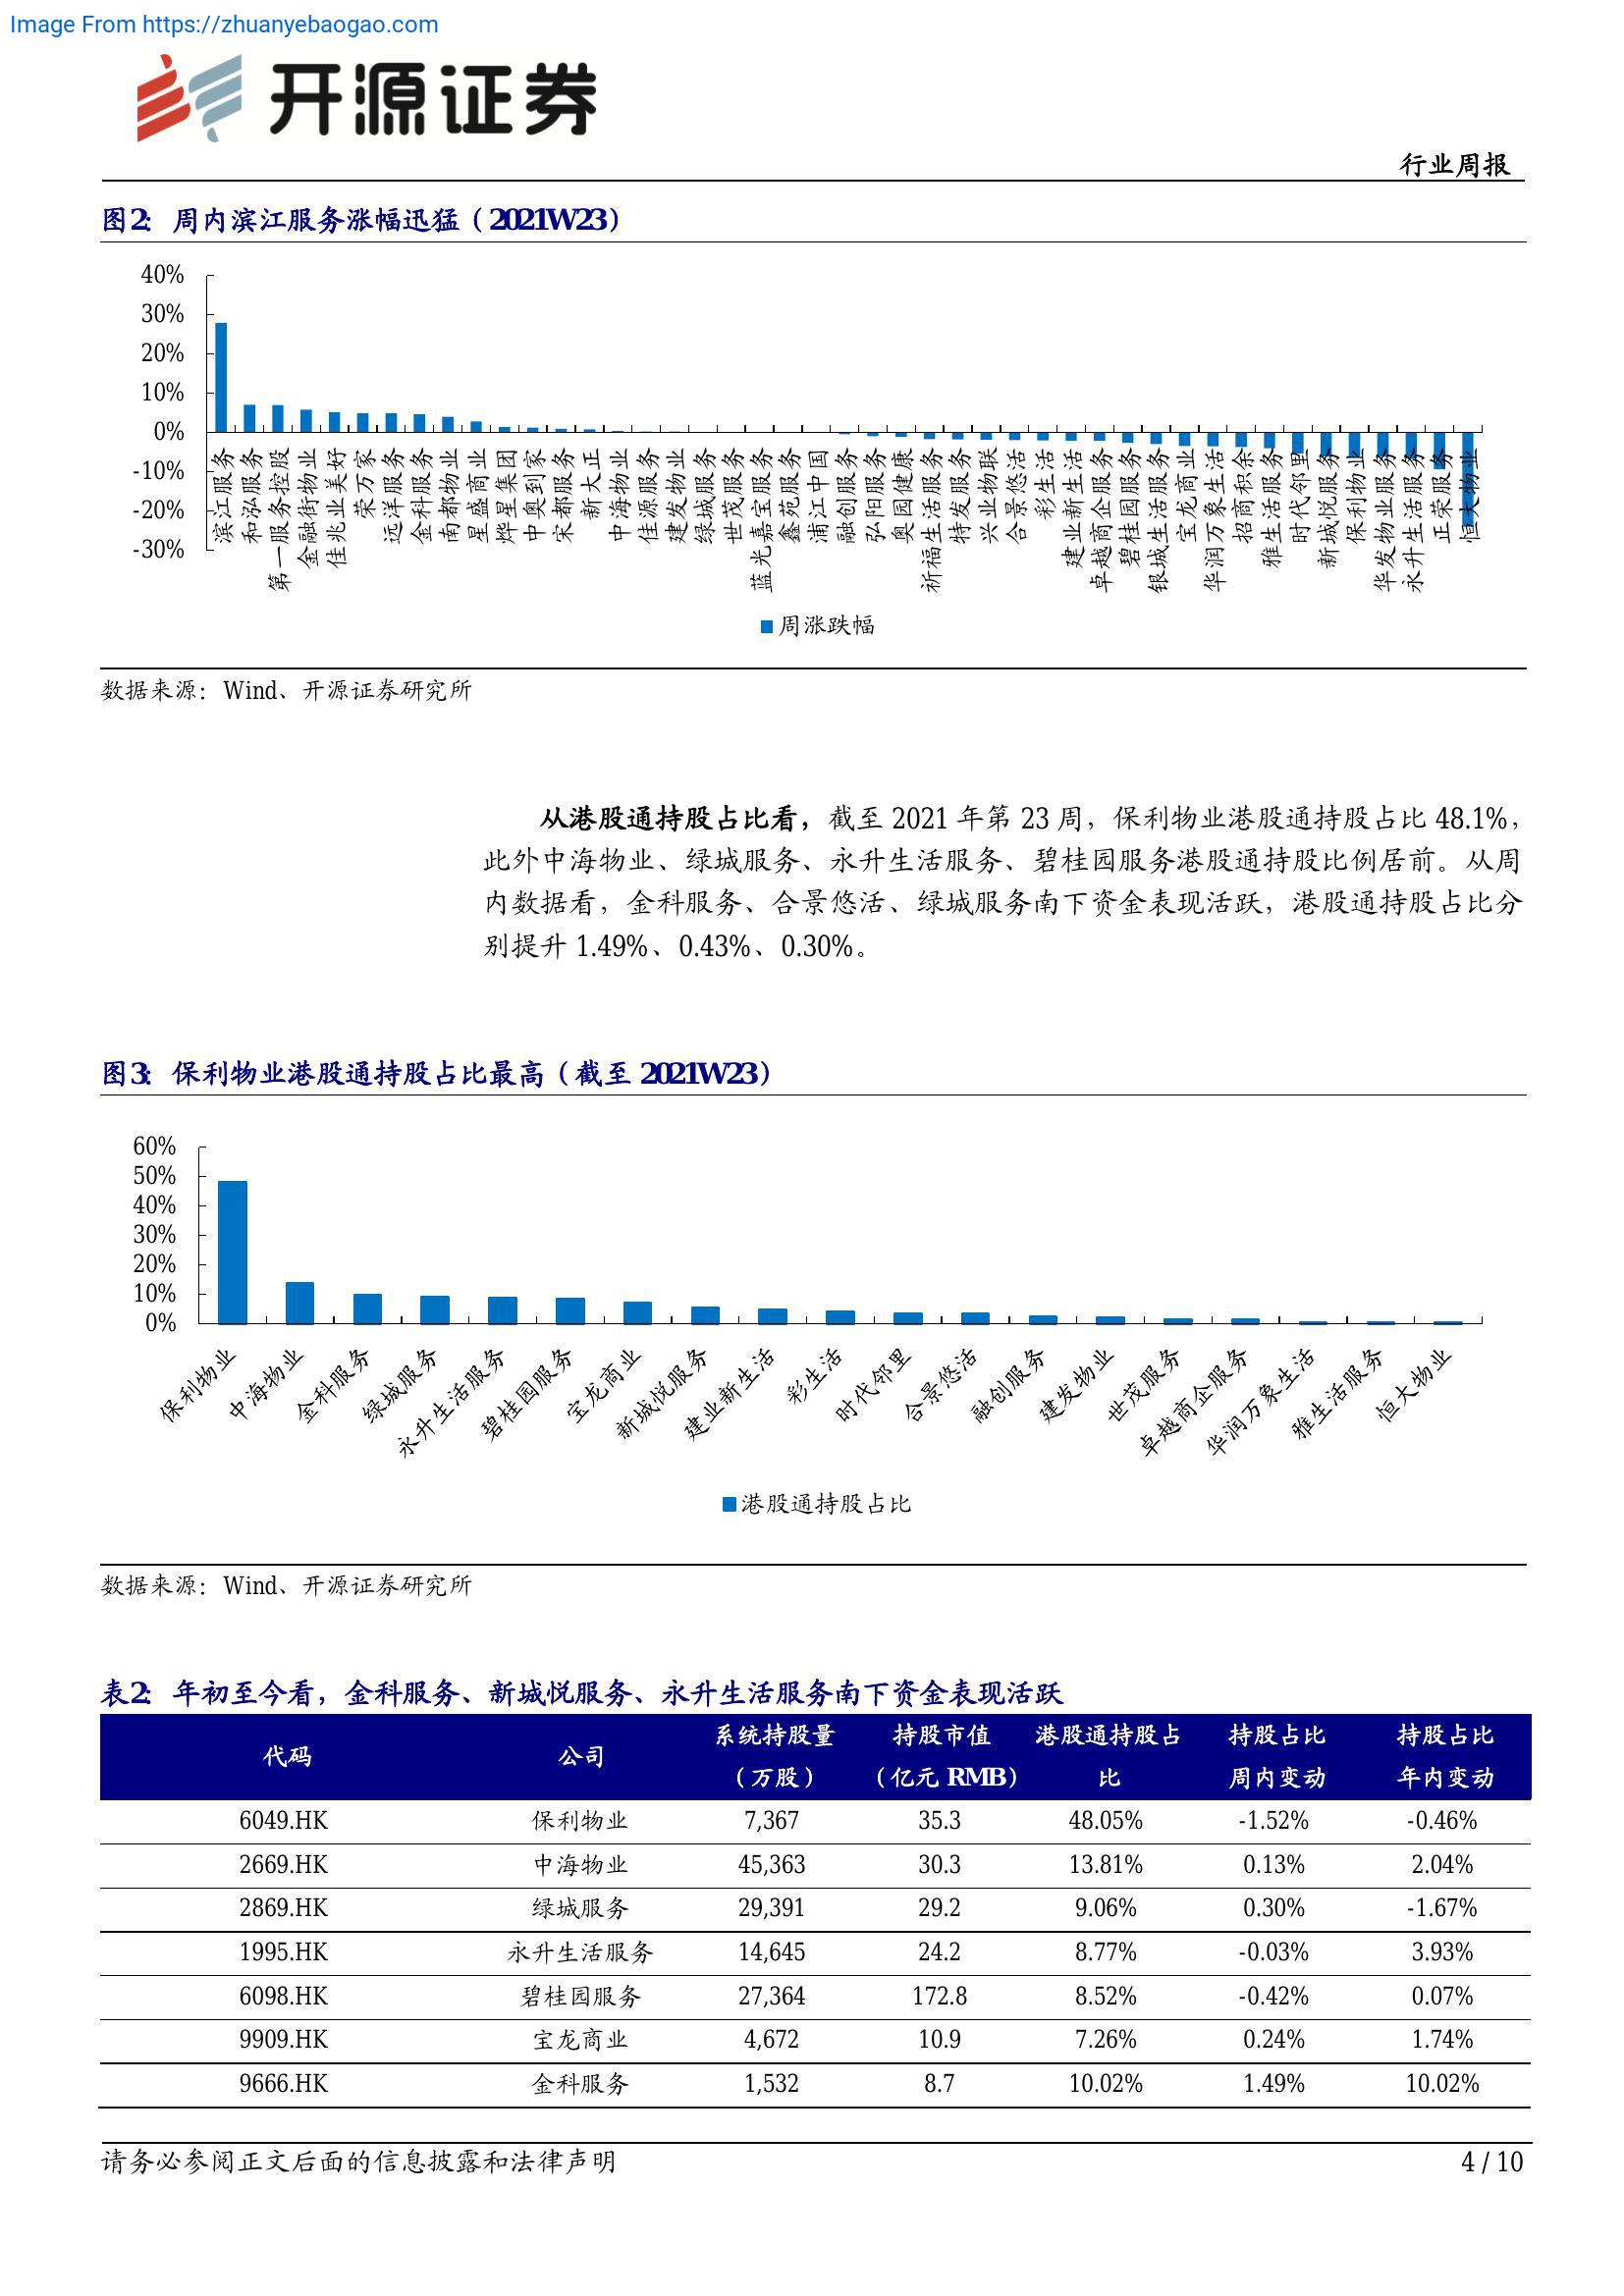 Image From https://zhuanyebaogao.com
开源证券
行业周报
图2：周内滨江服务涨幅迅猛（2021W23）
40%
30%
20%
10%
0%
-10%
-20%
-30%
滨江服务
和泓服务
第一服务控股
金融街物业
佳兆业美好
荣万家
远洋服务
金科服务
南都物业
星盛商业
烨星集团
中奥到家
宋都服务
新大正
中海物业
佳源服务
建发物业
绿城服务
世茂服务
蓝光嘉宝服务
鑫苑服务
浦江中国
融创服务
弘阳服务
奥园健康
祈福生活服务
特发服务
兴业物联
合景悠活
彩生活
建业新生活
卓越商企服务
碧桂园服务
银城生活服务
宝龙商业
华润万象生活
招商积余
雅生活服务
时代邻里
新城悦服务
保利物业
华发物业服务
永升生活服务
正荣服务
恒大物业
周涨跌幅
数据来源：Wind、开源证券研究所
从港股通持股占比看，截至 2021 年第 23 周，保利物业港股通持股占比 48.1%，
此外中海物业、绿城服务、永升生活服务、碧桂园服务港股通持股比例居前。从周
内数据看，金科服务、合景悠活、绿城服务南下资金表现活跃，港股通持股占比分
别提升 1.49%、0.43%、0.30%。
图3：保利物业港股通持股占比最高（截至 2021W23）
60%
50%
40%
30%
20%
10%
0%
保利物业
中海物业
金科服务
绿城服务
永升生活服务
碧桂园服务
宝龙商业
新城悦服务
建业新生活
彩生活
时代邻里
合景悠活
融创服务
建发物业
世茂服务
卓越商企服务
华润万象生活
雅生活服务
恒大物业
港股通持股占比
数据来源：Wind、开源证券研究所
表2：年初至今看，金科服务、新城悦服务、永升生活服务南下资金表现活跃
代码 公司 系统持股量（万股） 持股市值（亿元 RMB） 港股通持股占比 持股占比周内变动 持股占比年内变动
6049.HK 保利物业 7,367 35.3 48.05% -1.52% -0.46%
2669.HK 中海物业 45,363 30.3 13.81% 0.13% 2.04%
2869.HK 绿城服务 29,391 29.2 9.06% 0.30% -1.67%
1995.HK 永升生活服务 14,645 24.2 8.77% -0.03% 3.93%
6098.HK 碧桂园服务 27,364 172.8 8.52% -0.42% 0.07%
9909.HK 宝龙商业 4,672 10.9 7.26% 0.24% 1.74%
9666.HK 金科服务 1,532 8.7 10.02% 1.49% 10.02%
请务必参阅正文后面的信息披露和法律声明
4 / 10